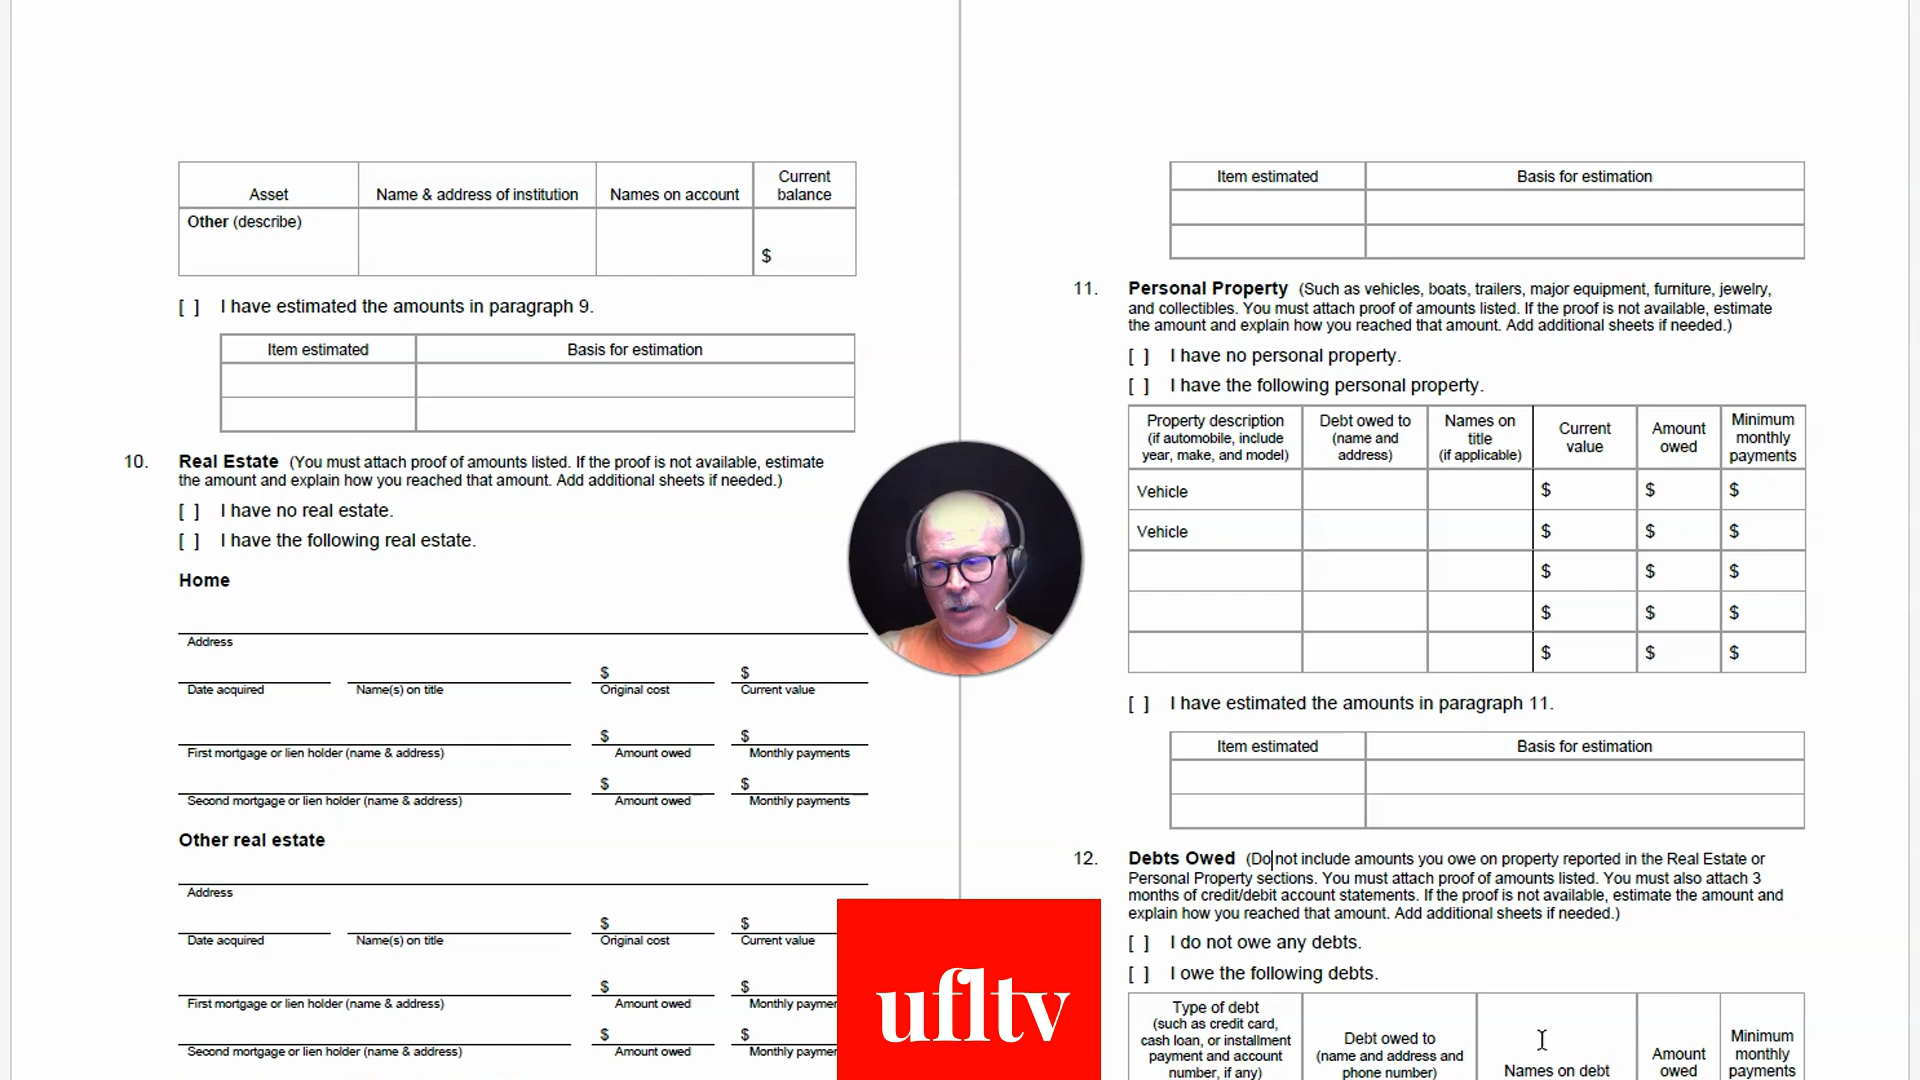 Asset
Name & address of institution
Names on account
Current
balance
Other (describe)
$
[ ] I have estimated the amounts in paragraph 9.
Item estimated
Basis for estimation
10. Real Estate (You must attach proof of amounts listed. If the proof is not available, estimate
the amount and explain how you reached that amount. Add additional sheets if needed.)
[ ] I have no real estate.
[ ] I have the following real estate.
Home
Address
$ $
Date acquired Name(s) on title Original cost Current value
$ $
First mortgage or lien holder (name & address) Amount owed Monthly payments
$ $
Second mortgage or lien holder (name & address) Amount owed Monthly payments
Other real estate
Address
$ $
Date acquired Name(s) on title Original cost Current value
$ $
First mortgage or lien holder (name & address) Amount owed Monthly paymen
$ $
Second mortgage or lien holder (name & address) Amount owed Monthly paymen
Item estimated
Basis for estimation
11. Personal Property (Such as vehicles, boats, trailers, major equipment, furniture, jewelry,
and collectibles. You must attach proof of amounts listed. If the proof is not available, estimate
the amount and explain how you reached that amount. Add additional sheets if needed.)
[ ] I have no personal property.
[ ] I have the following personal property.
Property description
(if automobile, include
year, make, and model)
Debt owed to
(name and
address)
Names on
title
(if applicable)
Current
value
Amount
owed
Minimum
monthly
payments
Vehicle $ $ $
Vehicle $ $ $
$ $ $
$ $ $
$ $ $
[ ] I have estimated the amounts in paragraph 11.
Item estimated
Basis for estimation
12. Debts Owed (Do not include amounts you owe on property reported in the Real Estate or
Personal Property sections. You must attach proof of amounts listed. You must also attach 3
months of credit/debit account statements. If the proof is not available, estimate the amount and
explain how you reached that amount. Add additional sheets if needed.)
[ ] I do not owe any debts.
[ ] I owe the following debts.
Type of debt
(such as credit card,
cash loan, or installment
payment and account
number, if any)
Debt owed to
(name and address and
phone number)
Names on debt
Amount
owed
Minimum
monthly
payments
ufltv